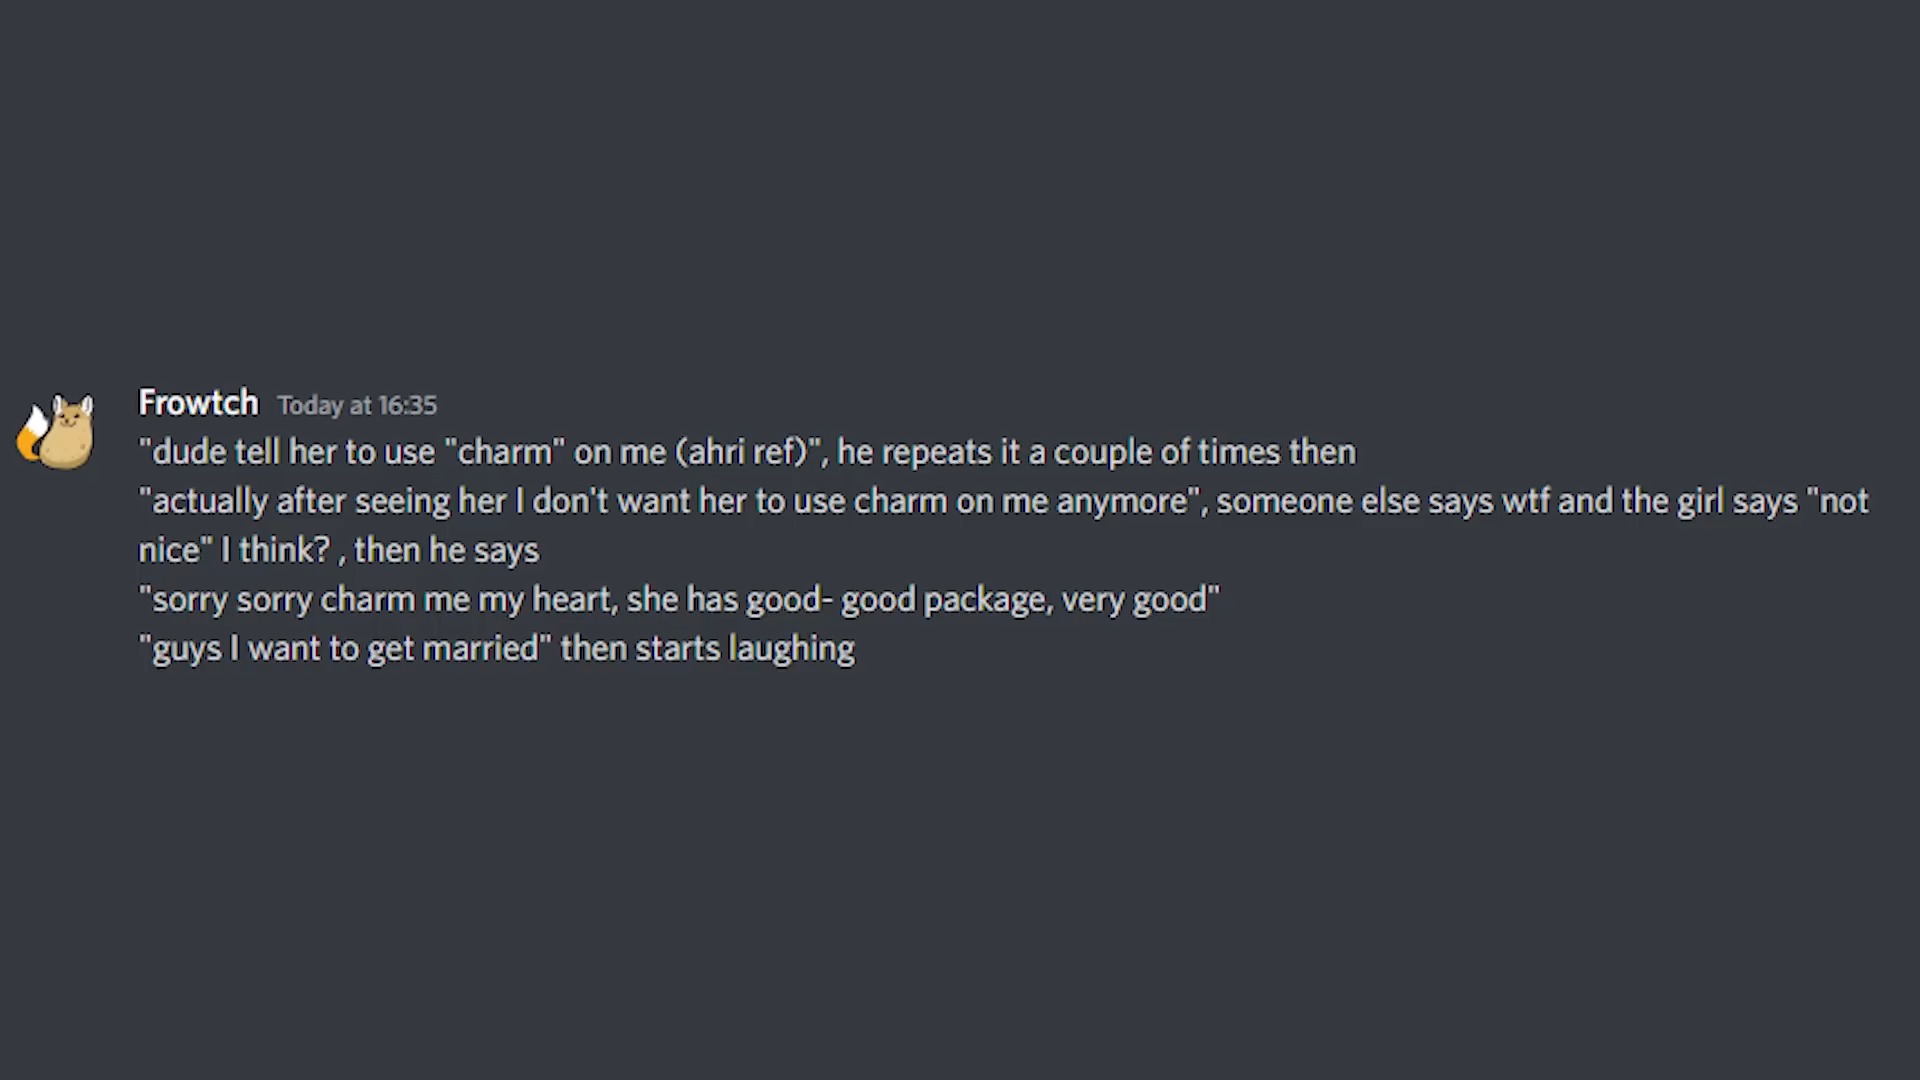 Frowtch Today at 16:35
"dude tell her to use "charm" on me (ahri ref)", he repeats it a couple of times then
"actually after seeing her I don't want her to use charm on me anymore", someone else says wtf and the girl says "not
nice" I think? , then he says
"sorry sorry charm me my heart, she has good- good package, very good"
"guys I want to get married" then starts laughing